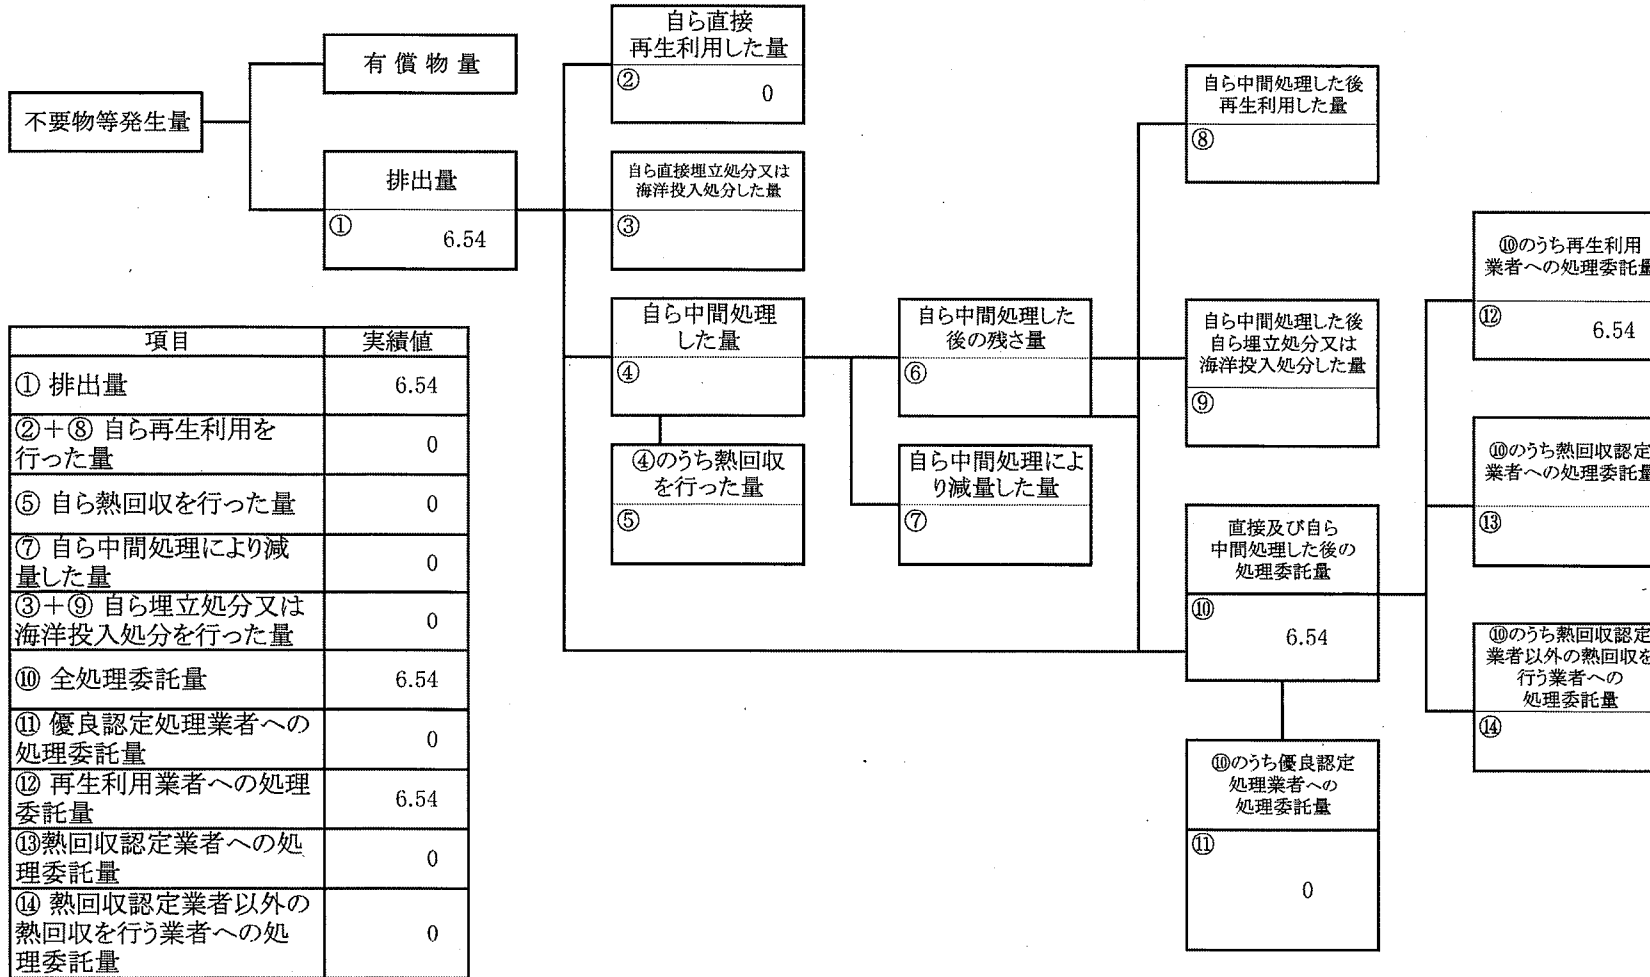 不要物等発生量
有償物量
排出量
①
6.54
自ら直接
再生利用した量
②
0
自ら直接埋立処分又は
海洋投入処分した量
③
自ら中間処理
した量
④
④のうち熱回収
を行った量
⑤
自ら中間処理した
後の残さ量
⑥
自ら中間処理によ
り減量した量
⑦
自ら中間処理した後
再生利用した量
⑧
自ら中間処理した後
自ら埋立処分又は
海洋投入処分した量
⑨
直接及び自ら
中間処理した後の
処理委託量
⑩
6.54
⑩のうち優良認定
処理業者への
処理委託量
⑪
0
⑩のうち再生利用
業者への処理委託量
⑫
6.54
⑩のうち熱回収認定
業者への処理委託量
⑬
⑩のうち熱回収認定
業者以外の熱回収を
行う業者への
処理委託量
⑭
項目 実績値
① 排出量 6.54
②+⑧ 自ら再生利用を
行った量 0
⑤ 自ら熱回収を行った量 0
⑦ 自ら中間処理により減
量した量 0
③+⑨ 自ら埋立処分又は
海洋投入処分を行った量 0
⑩ 全処理委託量 6.54
⑪ 優良認定処理業者への
処理委託量 0
⑫ 再生利用業者への処理
委託量 6.54
⑬熱回収認定業者への処
理委託量 0
⑭ 熱回収認定業者以外の
熱回収を行う業者への処
理委託量 0